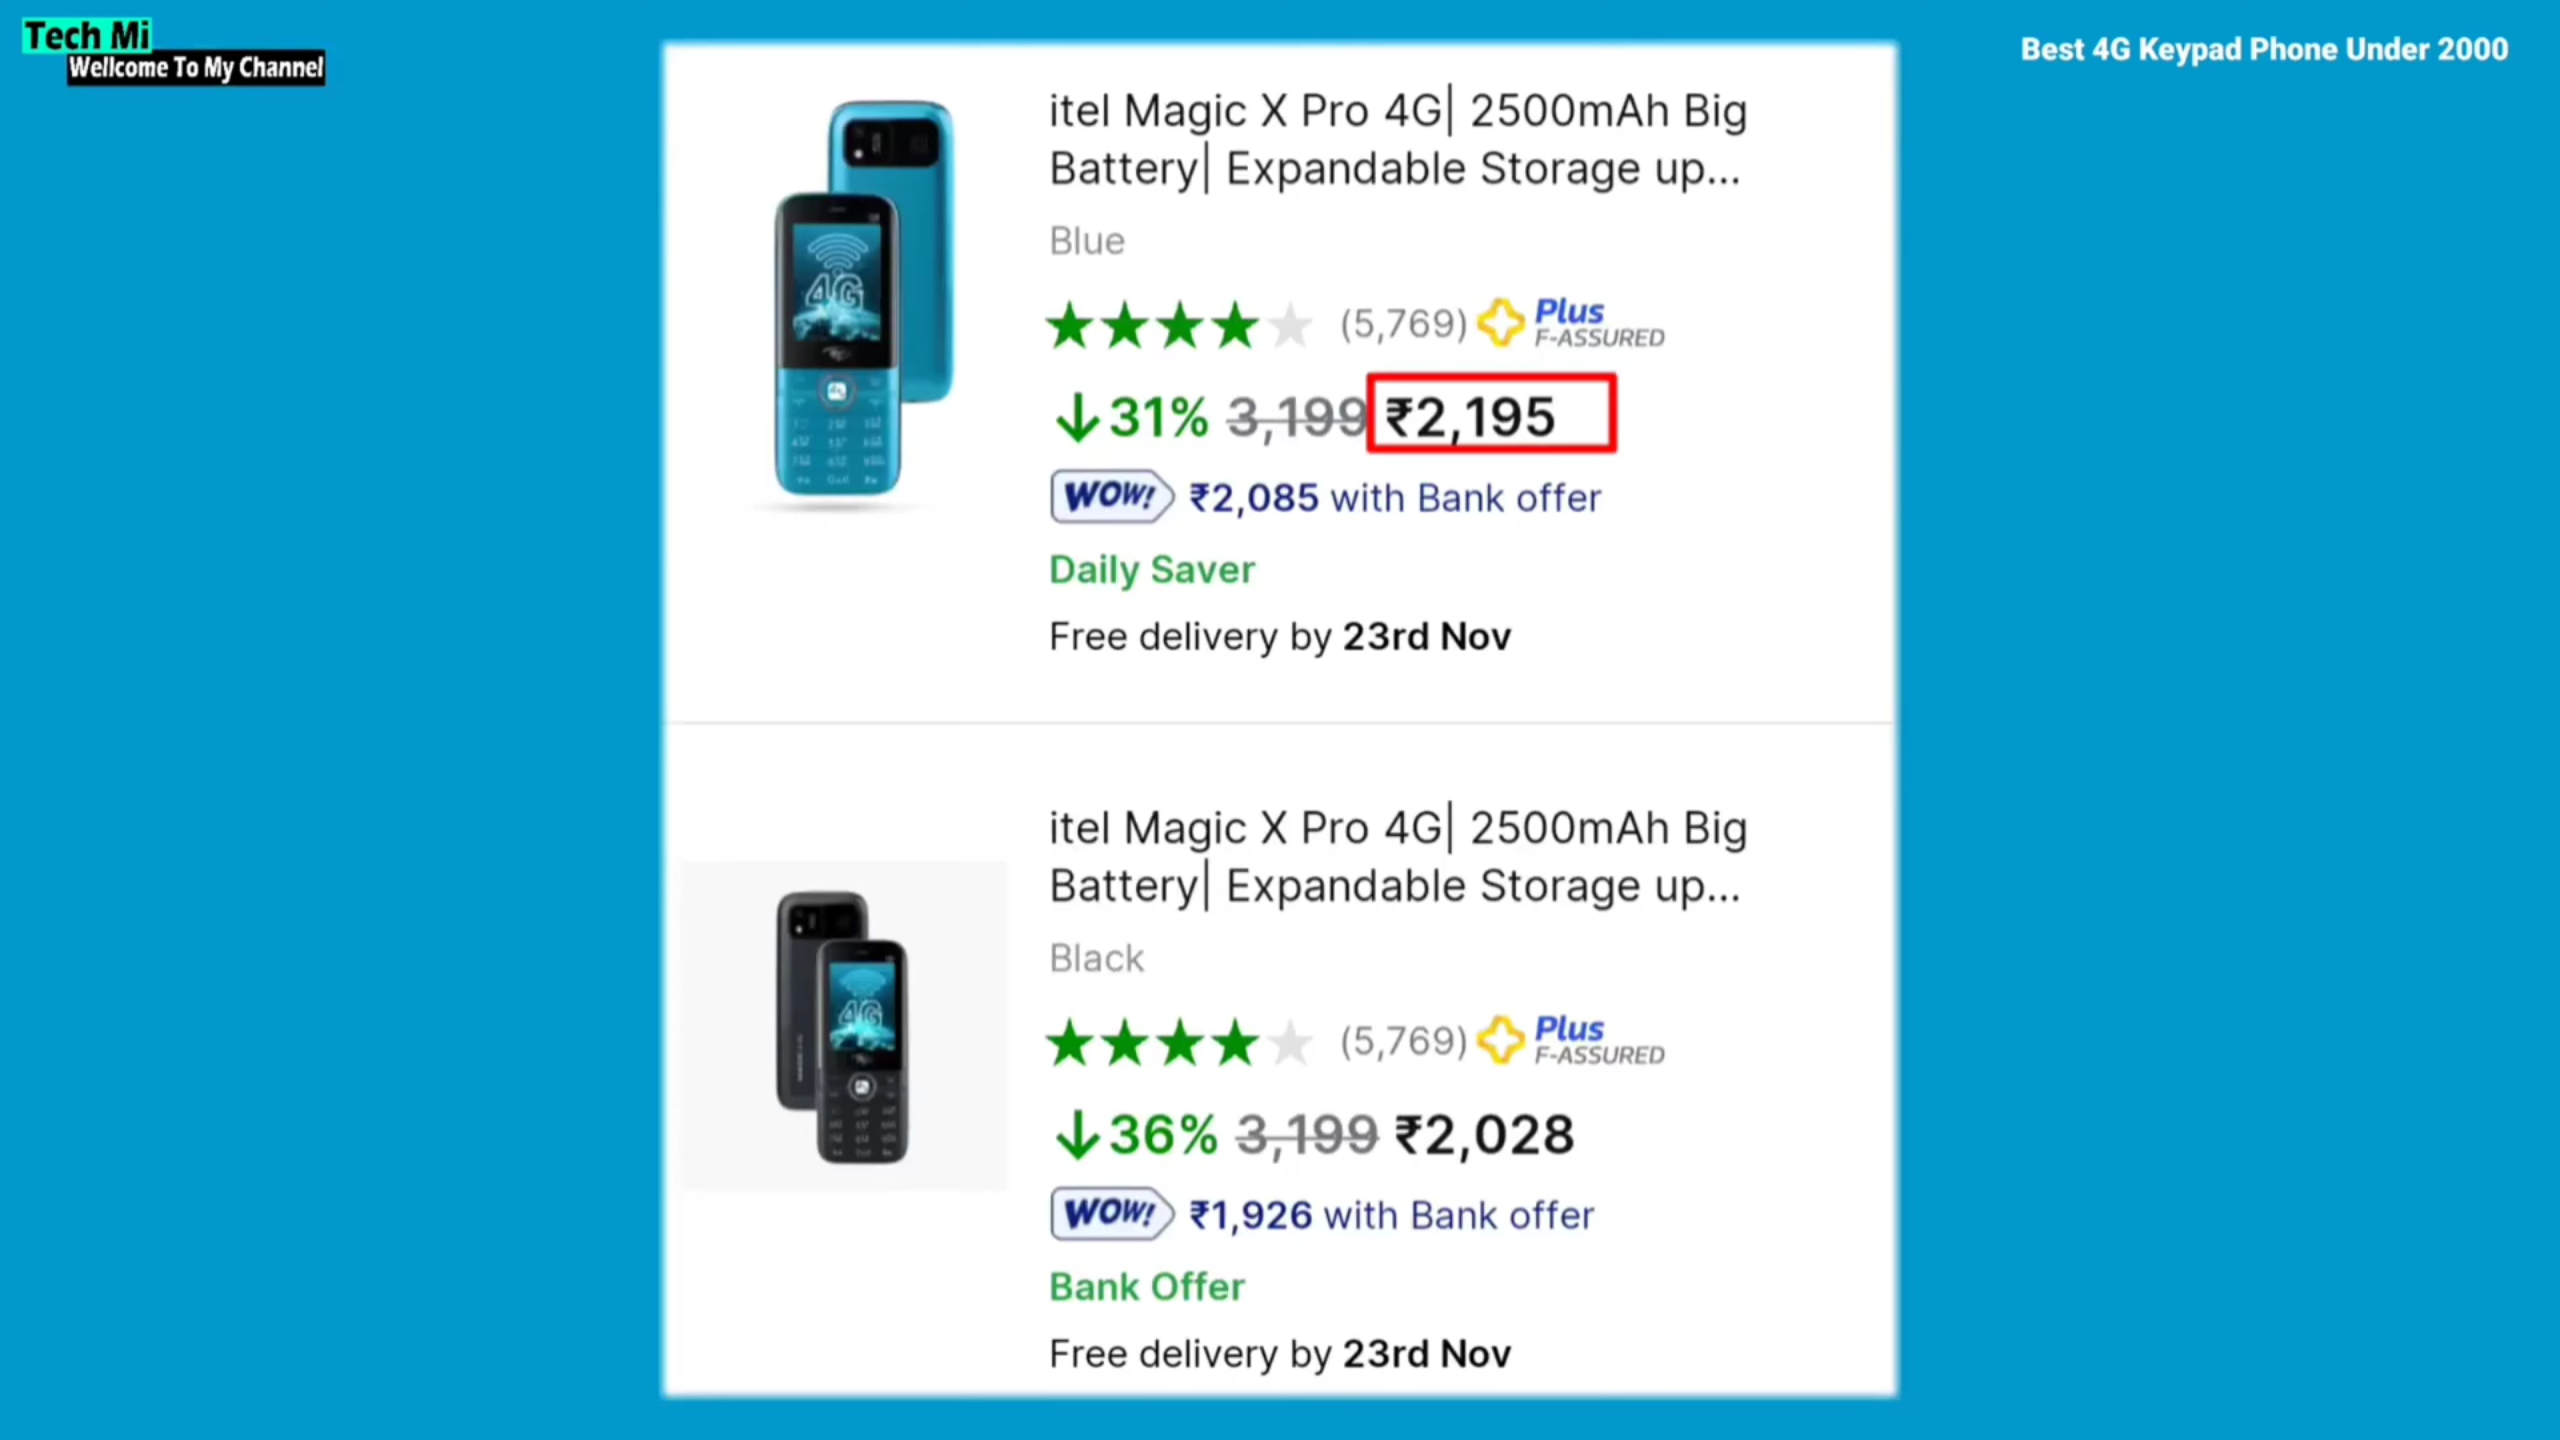 Tech Mi
Wellcome To My Channel
Best 4G Keypad Phone Under 2000
itel Magic X Pro 4G| 2500mAh Big
Battery| Expandable Storage up...
Blue
(5,769) Plus
F-ASSURED
↓31% 3,199 ₹2,195
WOW! ₹2,085 with Bank offer
Daily Saver
Free delivery by 23rd Nov
4G
itel Magic X Pro 4G| 2500mAh Big
Battery| Expandable Storage up...
Black
(5,769) Plus
F-ASSURED
↓36% 3,199 ₹2,028
WOW! ₹1,926 with Bank offer
Bank Offer
Free delivery by 23rd Nov
4G